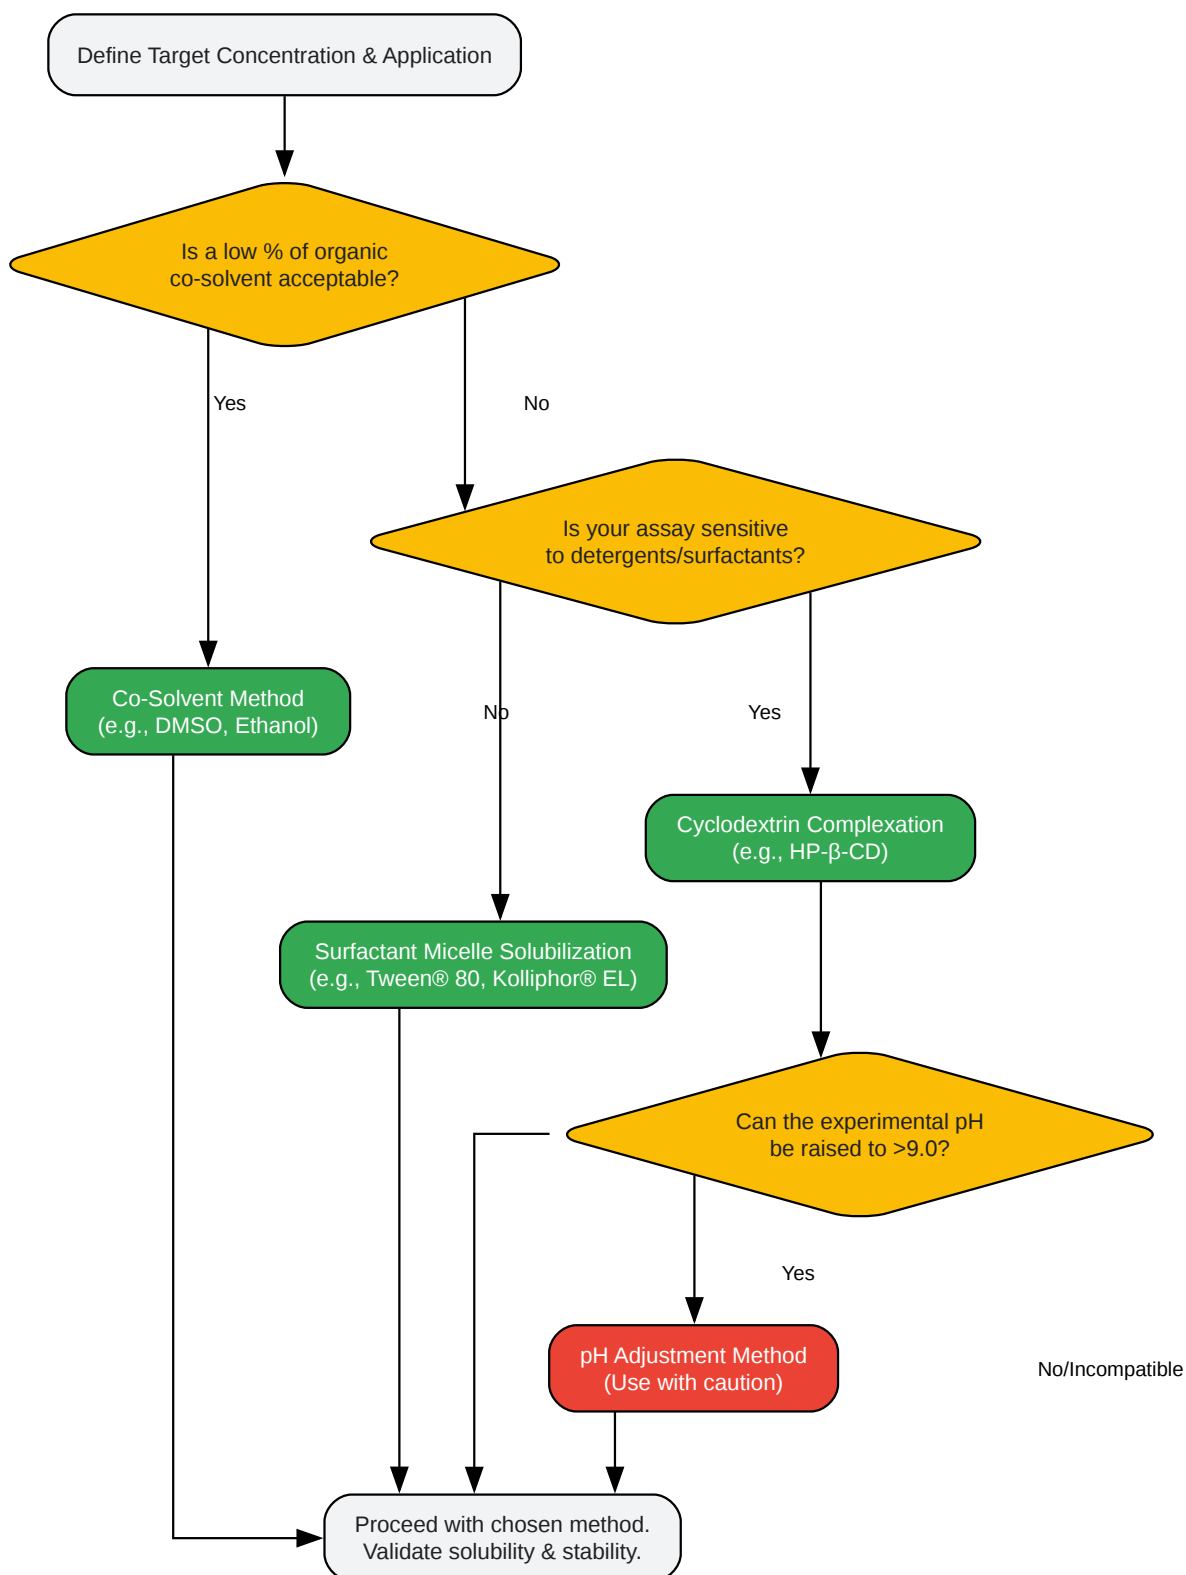 Define Target Concentration & Application
Is a low % of organic
co-solvent acceptable?
Yes
No
Is your assay sensitive
to detergents/surfactants?
Co-Solvent Method
(e.g., DMSO, Ethanol)
No
Yes
Cyclodextrin Complexation
(e.g., HP-β-CD)
Surfactant Micelle Solubilization
(e.g., Tween® 80, Kolliphor® EL)
Can the experimental pH
be raised to >9.0?
Yes
pH Adjustment Method
(Use with caution)
No/Incompatible
Proceed with chosen method.
Validate solubility & stability.